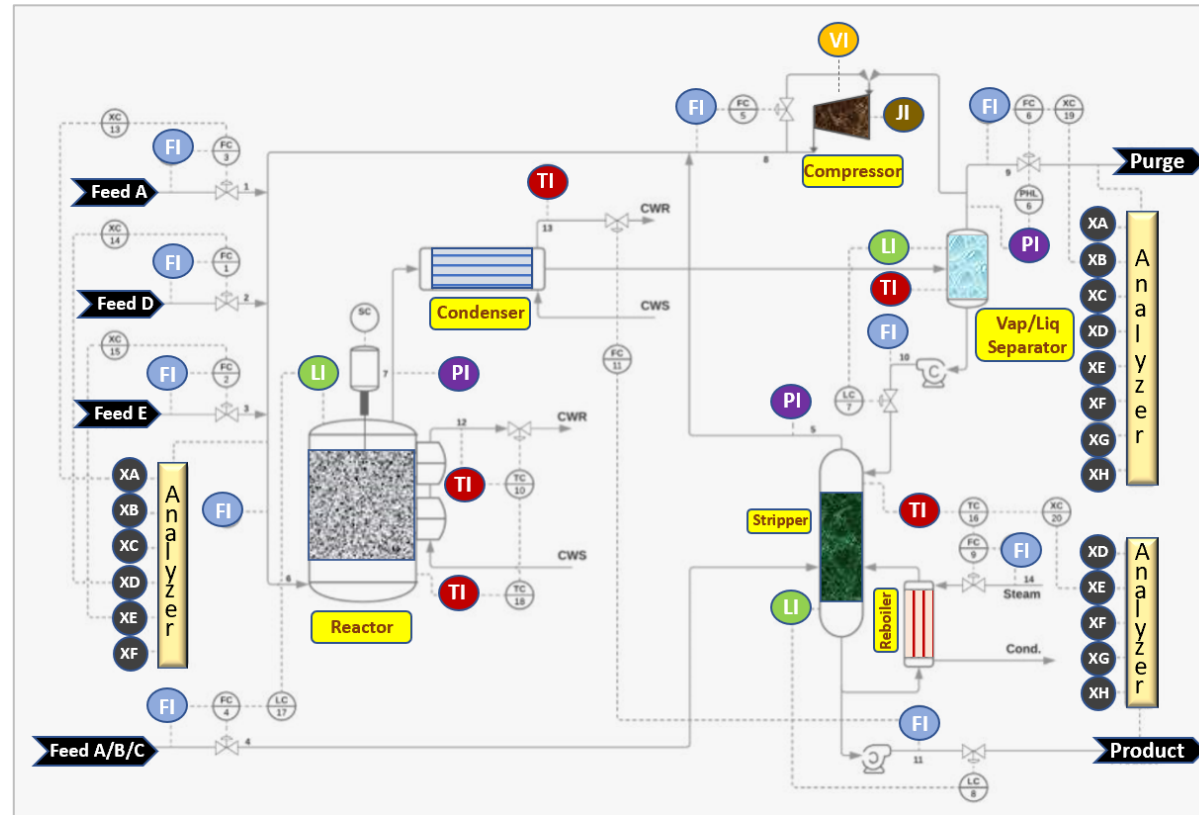 VI
FI
FC
5
JI
Compressor
8
FI
FC
6
XC
19
9
Purge
PHL
6
PI
XC
13
FI
FC
3
Feed A
1
XC
14
FI
FC
1
Feed D
2
XC
15
FI
FC
2
Feed E
3
TI
13
CWR
CWS
Condenser
FC
11
LI
TI
Vap/Liq
Separator
FI
10
C
LC
7
XA
XB
XC
XD
XE
XF
XG
XH
Analyzer
SC
LI
7
PI
12
CWR
TI
TC
10
CWS
TI
TC
18
6
Reactor
FI
XA
XB
XC
XD
XE
XF
Analyzer
PI
5
Stripper
TI
TC
16
XC
20
FC
9
FI
14
Steam
LI
Reboiler
Cond.
XD
XE
XF
XG
XH
Analyzer
FI
FC
4
LC
17
Feed A/B/C
4
FI
11
LC
8
Product